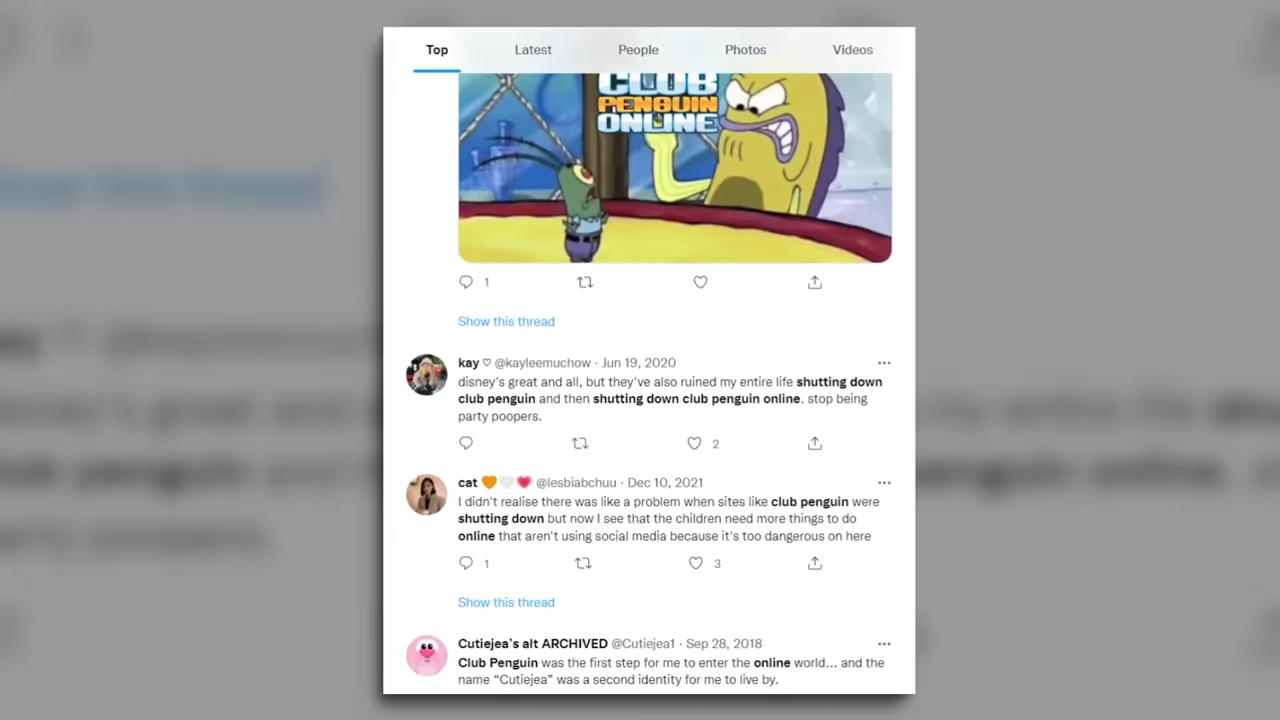 Top Latest People Photos Videos
CLUB
PENGUIN
ONLINE
1
Show this thread
kay ♡ @kayleemuchow · Jun 19, 2020
disney's great and all, but they've also ruined my entire life shutting down
club penguin and then shutting down club penguin online. stop being
party poopers.
2
cat 🧡🤍💗 @lesbiabchuu · Dec 10, 2021
I didn't realise there was like a problem when sites like club penguin were
shutting down but now I see that the children need more things to do
online that aren't using social media because it's too dangerous on here
1 3
Show this thread
Cutiejea's alt ARCHIVED @Cutiejea1 · Sep 28, 2018
Club Penguin was the first step for me to enter the online world... and the
name “Cutiejea” was a second identity for me to live by.